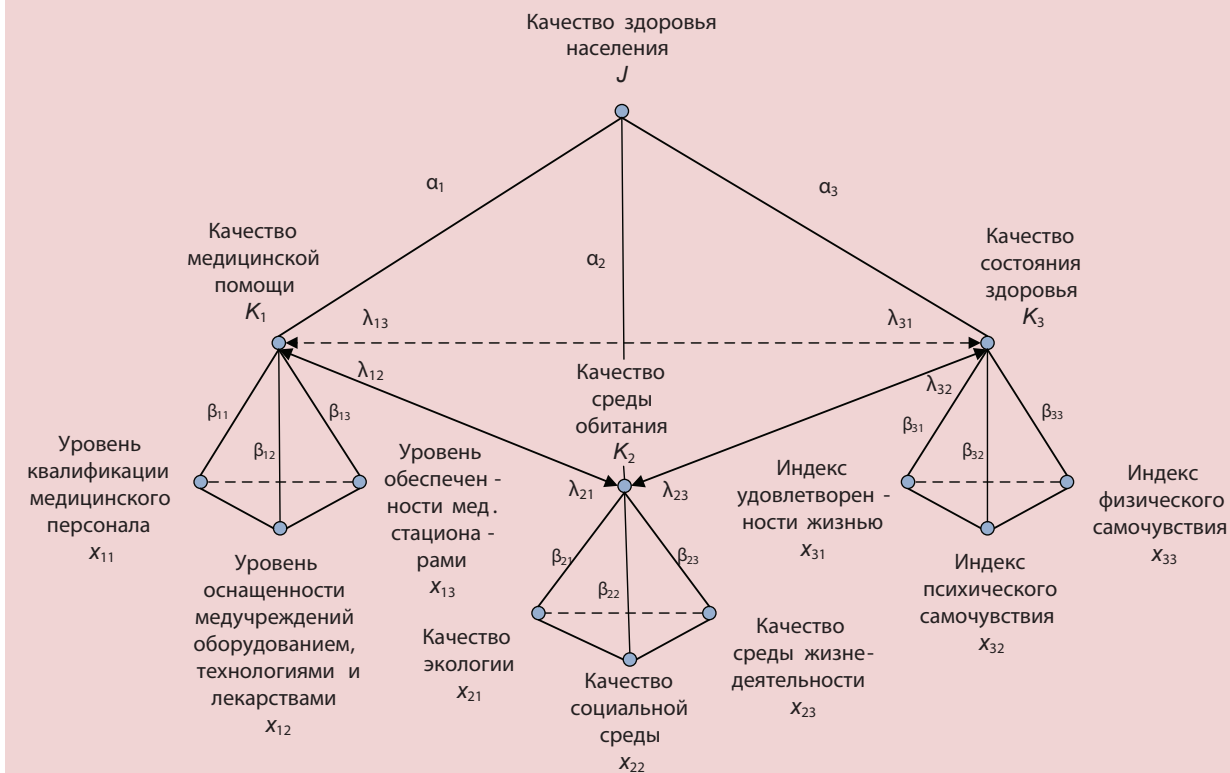 Качество здоровья
населения
J
α₁
α₃
α₂
Качество
медицинской
помощи
K₁
Качество
состояния
здоровья
K₃
λ₁₃
λ₃₁
λ₁₂
λ₃₂
Качество
среды
обитания
K₂
λ₂₁
λ₂₃
β₁₁
β₁₂
β₁₃
Уровень
квалификации
медицинского
персонала
x₁₁
Уровень
оснащенности
медучреждений
оборудованием,
технологиями и
лекарствами
x₁₂
Уровень
обеспечен -
ности мед.
стациона -
рами
x₁₃
β₂₁
β₂₂
β₂₃
Качество
экологии
x₂₁
Качество
социальной
среды
x₂₂
Качество
среды жизне-
деятельности
x₂₃
β₃₁
β₃₂
β₃₃
Индекс
удовлетворен -
ности жизнью
x₃₁
Индекс
психического
самочувствия
x₃₂
Индекс
физического
самочувствия
x₃₃